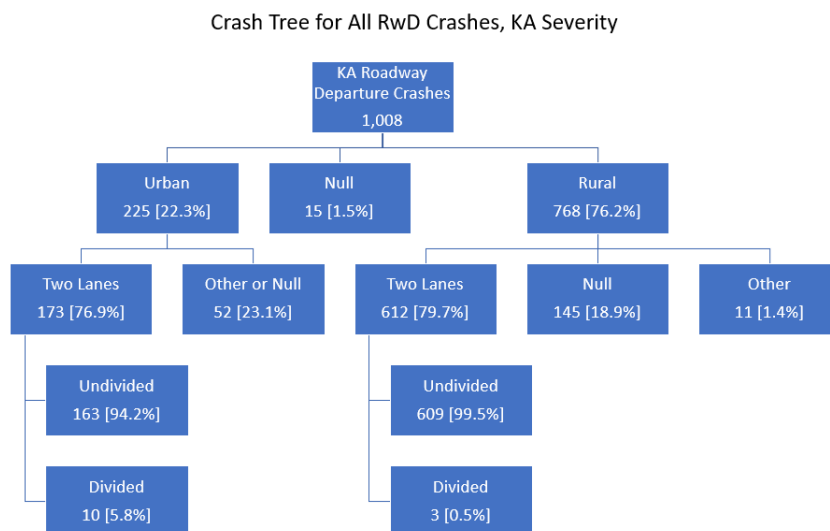 Crash Tree for All RwD Crashes, KA Severity
KA Roadway
Departure Crashes
1,008
Urban
225 [22.3%]
Null
15 [1.5%]
Rural
768 [76.2%]
Two Lanes
173 [76.9%]
Other or Null
52 [23.1%]
Two Lanes
612 [79.7%]
Null
145 [18.9%]
Other
11 [1.4%]
Undivided
163 [94.2%]
Undivided
609 [99.5%]
Divided
10 [5.8%]
Divided
3 [0.5%]